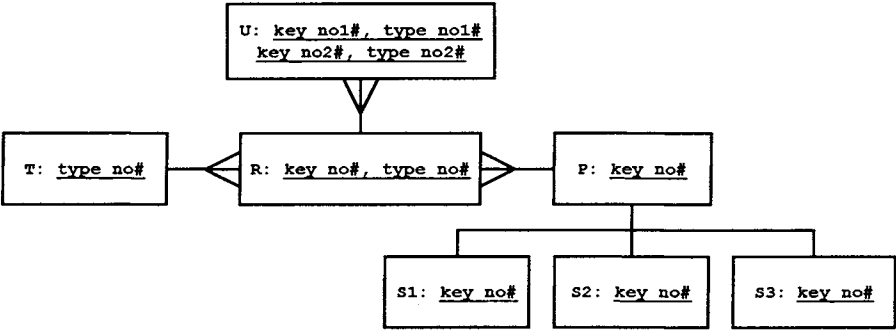 U: key no1#, type no1#
key no2#, type no2#
T: type no#
R: key no#, type no#
P: key no#
S1: key no#
S2: key no#
S3: key no#